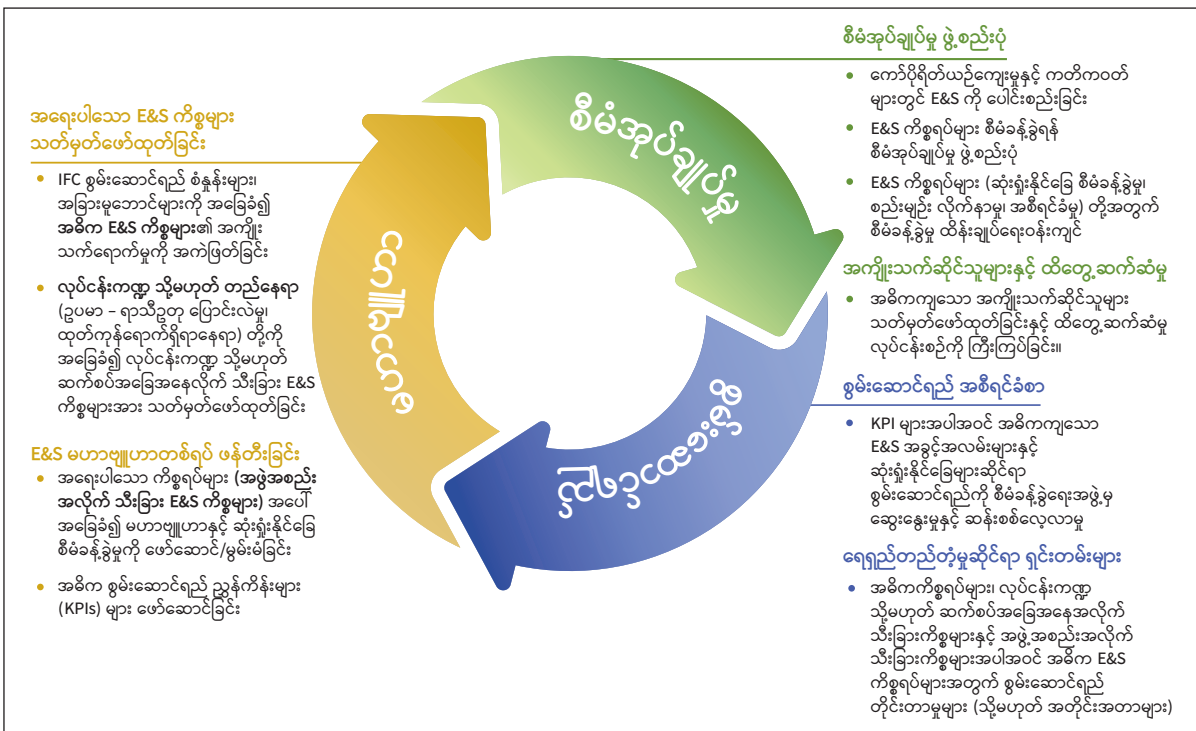 အရေးပါသော E&S ကိစ္စများ
သတ်မှတ်ဖော်ထုတ်ခြင်း
• IFC စွမ်းဆောင်ရည် စံနှုန်းများ၊
အခြားမူဘောင်များကို အခြေခံ၍
အဓိက E&S ကိစ္စများ၏ အကျိုး
သက်ရောက်မှုကို အကဲဖြတ်ခြင်း
• လုပ်ငန်းကဏ္ဍ သို့မဟုတ် တည်နေရာ
(ဥပမာ – ရာသီဥတု ပြောင်းလဲမှု၊
ထုတ်ကုန်ရောက်ရှိရာနေရာ) တို့ကို
အခြေခံ၍ လုပ်ငန်းကဏ္ဍ သို့မဟုတ်
ဆက်စပ်အခြေအနေလိုက် သီးခြား E&S
ကိစ္စများအား သတ်မှတ်ဖော်ထုတ်ခြင်း
E&S မဟာဗျူဟာတစ်ရပ် ဖန်တီးခြင်း
• အရေးပါသော ကိစ္စရပ်များ (အဖွဲ့အစည်း
အလိုက် သီးခြား E&S ကိစ္စများ) အပေါ်
အခြေခံ၍ မဟာဗျူဟာနှင့် ဆုံးရှုံးနိုင်ခြေ
စီမံခန့်ခွဲမှုကို ဖော်ဆောင်/မွမ်းမံခြင်း
• အဓိက စွမ်းဆောင်ရည် ညွှန်ကိန်းများ
(KPIs) များ ဖော်ဆောင်ခြင်း
မဟာဗျူဟာ
စီမံအုပ်ချုပ်မှု
စီမံအုပ်ချုပ်မှု ဖွဲ့စည်းပုံ
• ကော်ပိုရိတ်ယဉ်ကျေးမှုနှင့် ကတိကဝတ်
များတွင် E&S ကို ပေါင်းစည်းခြင်း
• E&S ကိစ္စရပ်များ စီမံခန့်ခွဲရန်
စီမံအုပ်ချုပ်မှု ဖွဲ့စည်းပုံ
• E&S ကိစ္စရပ်များ (ဆုံးရှုံးနိုင်ခြေ စီမံခန့်ခွဲမှု၊
စည်းမျဉ်း လိုက်နာမှု၊ အစီရင်ခံမှု) တို့အတွက်
စီမံခန့်ခွဲမှု ထိန်းချုပ်ရေးဝန်းကျင်
အကျိုးသက်ဆိုင်သူများနှင့် ထိတွေ့ဆက်ဆံမှု
• အဓိကကျသော အကျိုးသက်ဆိုင်သူများ
သတ်မှတ်ဖော်ထုတ်ခြင်းနှင့် ထိတွေ့ဆက်ဆံမှု
လုပ်ငန်းစဉ်ကို ကြီးကြပ်ခြင်း။
စွမ်းဆောင်ရည် အစီရင်ခံစာ
• KPI များအပါအဝင် အဓိကကျသော
E&S အခွင့်အလမ်းများနှင့်
ဆုံးရှုံးနိုင်ခြေများဆိုင်ရာ
စွမ်းဆောင်ရည်ကို စီမံခန့်ခွဲရေးအဖွဲ့မှ
ဆွေးနွေးမှုနှင့် ဆန်းစစ်လေ့လာမှု
ရေရှည်တည်တံ့မှုဆိုင်ရာ ရှင်းတမ်းများ
• အဓိကကိစ္စရပ်များ၊ လုပ်ငန်းကဏ္ဍ
သို့မဟုတ် ဆက်စပ်အခြေအနေအလိုက်
သီးခြားကိစ္စများနှင့် အဖွဲ့အစည်းအလိုက်
သီးခြားကိစ္စများအပါအဝင် အဓိက E&S
ကိစ္စရပ်များအတွက် စွမ်းဆောင်ရည်
တိုင်းတာမှုများ (သို့မဟုတ် အတိုင်းအတာများ)